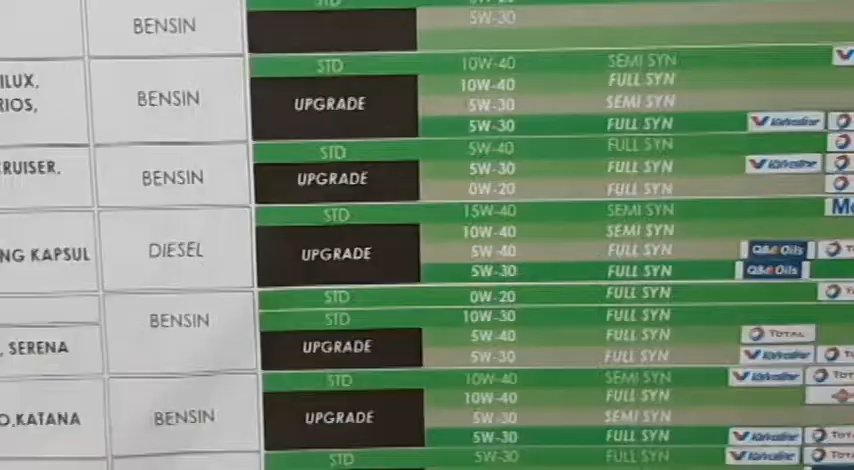 STD
BENSIN 5W-30
STD 10W-40 SEMI SYN
ILUX, 10W-40 FULL SYN
RIOS, BENSIN UPGRADE 5W-30 SEMI SYN
5W-30 FULL SYN Valvoline
STD 5W-40 FULL SYN
RUISER, 5W-30 FULL SYN Valvoline
BENSIN UPGRADE 0W-20 FULL SYN
STD 15W-40 SEMI SYN
10W-40 SEMI SYN
NG KAPSUL DIESEL UPGRADE 5W-40 FULL SYN Q8 Oils
5W-30 FULL SYN Q8 Oils
STD 0W-20 FULL SYN
BENSIN STD 10W-30 FULL SYN
5W-40 FULL SYN TOTAL
, SERENA UPGRADE 5W-30 FULL SYN Valvoline
STD 10W-40 SEMI SYN Valvoline
10W-40 FULL SYN
O,KATANA BENSIN UPGRADE 5W-30 SEMI SYN
5W-30 FULL SYN Valvoline
STD 5W-30 FULL SYN Valvoline